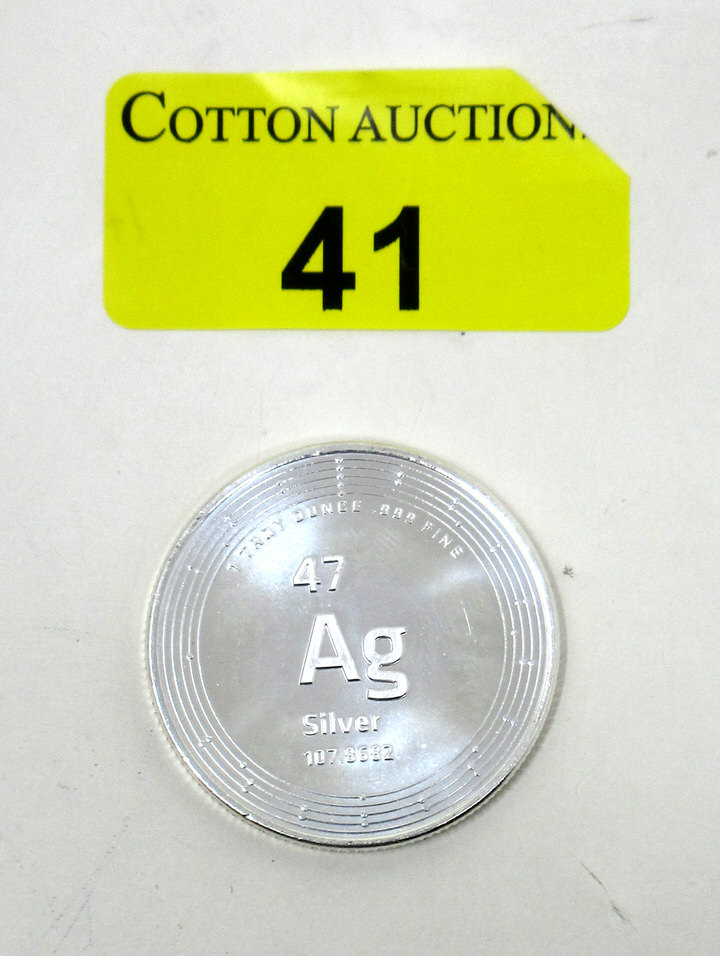 COTTON AUCTION
41
1 TROY OUNCE .999 FINE
47
Ag
Silver
107.8682